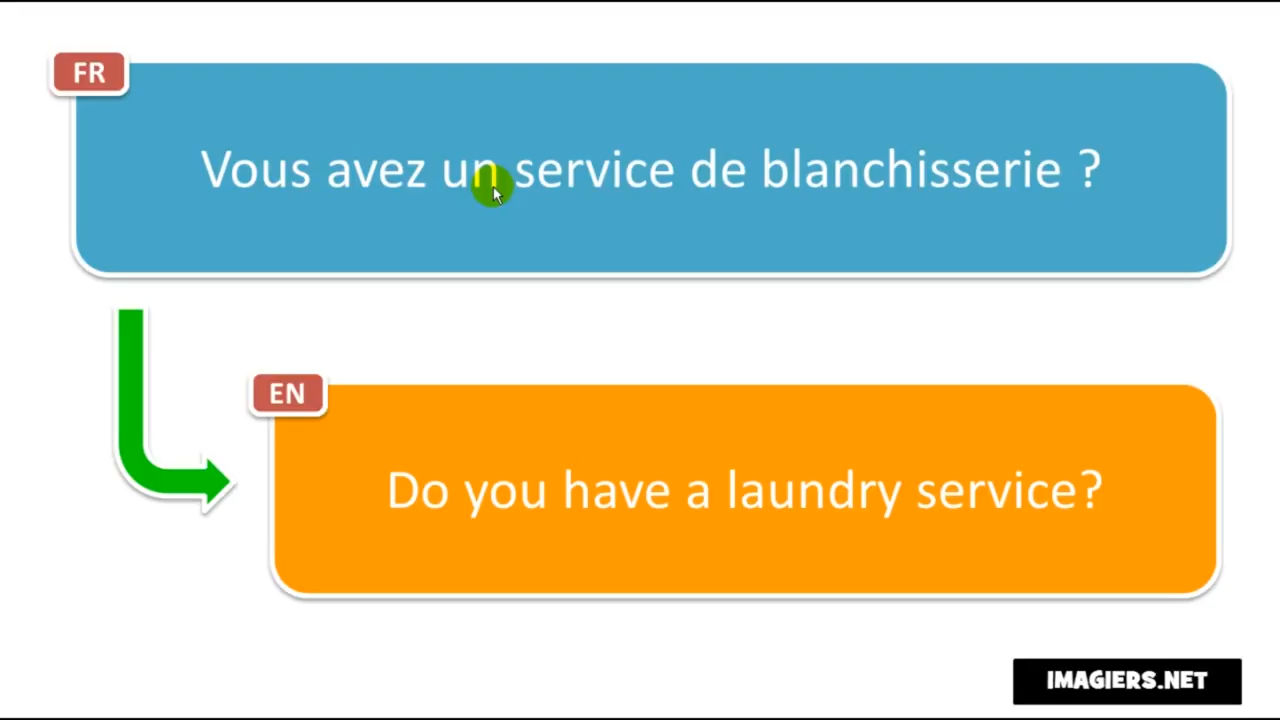 FR
Vous avez un service de blanchisserie ?
EN
Do you have a laundry service?
IMAGIERS.NET